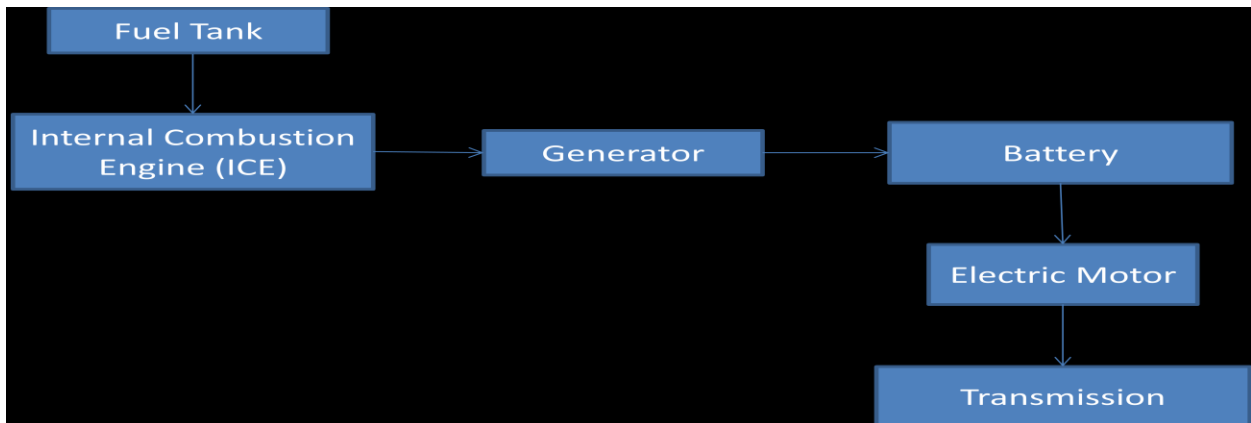 Fuel Tank
Internal Combustion
Engine (ICE)
Generator
Battery
Electric Motor
Transmission